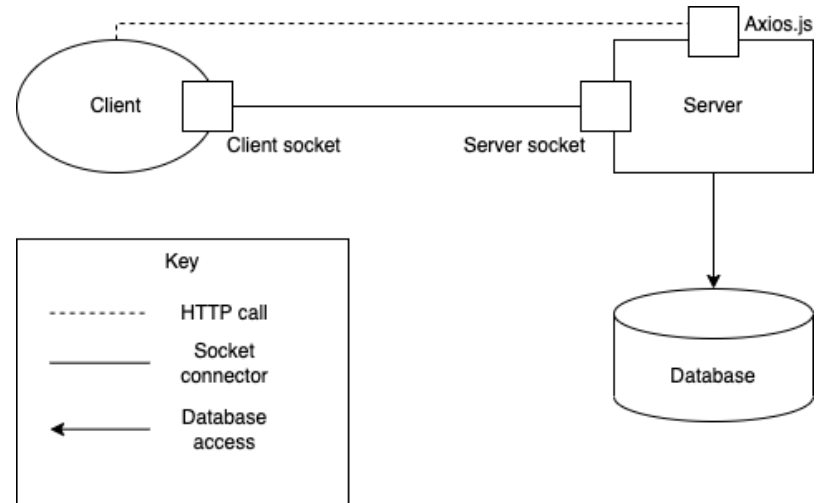 Axios.js
Client
Server
Client socket
Server socket
Key
HTTP call
Socket
connector
Database
access
Database